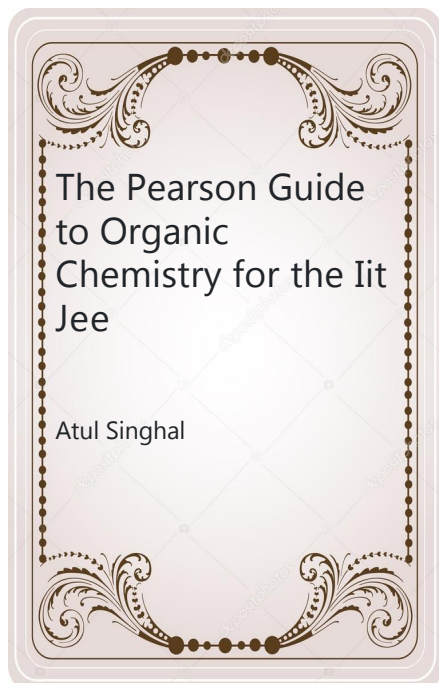 The Pearson Guide
to Organic
Chemistry for the Iit
Jee
Atul Singhal